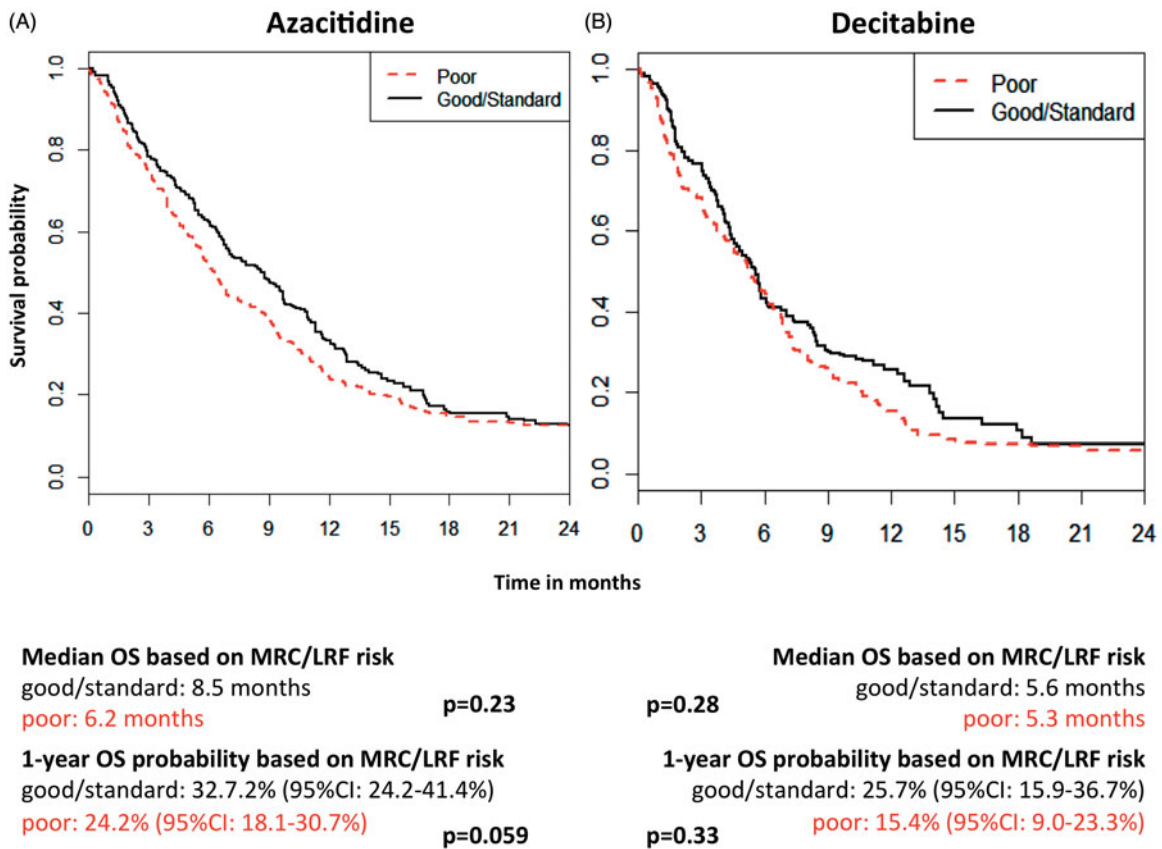 (A)
Azacitidine
(B)
Decitabine
Poor
Good/Standard
Poor
Good/Standard
Survival probability
1.0
0.8
0.6
0.4
0.2
0.0
1.0
0.8
0.6
0.4
0.2
0.0
0 3 6 9 12 15 18 21 24
0 3 6 9 12 15 18 21 24
Time in months
Median OS based on MRC/LRF risk
good/standard: 8.5 months
poor: 6.2 months
p=0.23
1-year OS probability based on MRC/LRF risk
good/standard: 32.7.2% (95%CI: 24.2-41.4%)
poor: 24.2% (95%CI: 18.1-30.7%)
p=0.059
Median OS based on MRC/LRF risk
good/standard: 5.6 months
poor: 5.3 months
p=0.28
1-year OS probability based on MRC/LRF risk
good/standard: 25.7% (95%CI: 15.9-36.7%)
poor: 15.4% (95%CI: 9.0-23.3%)
p=0.33